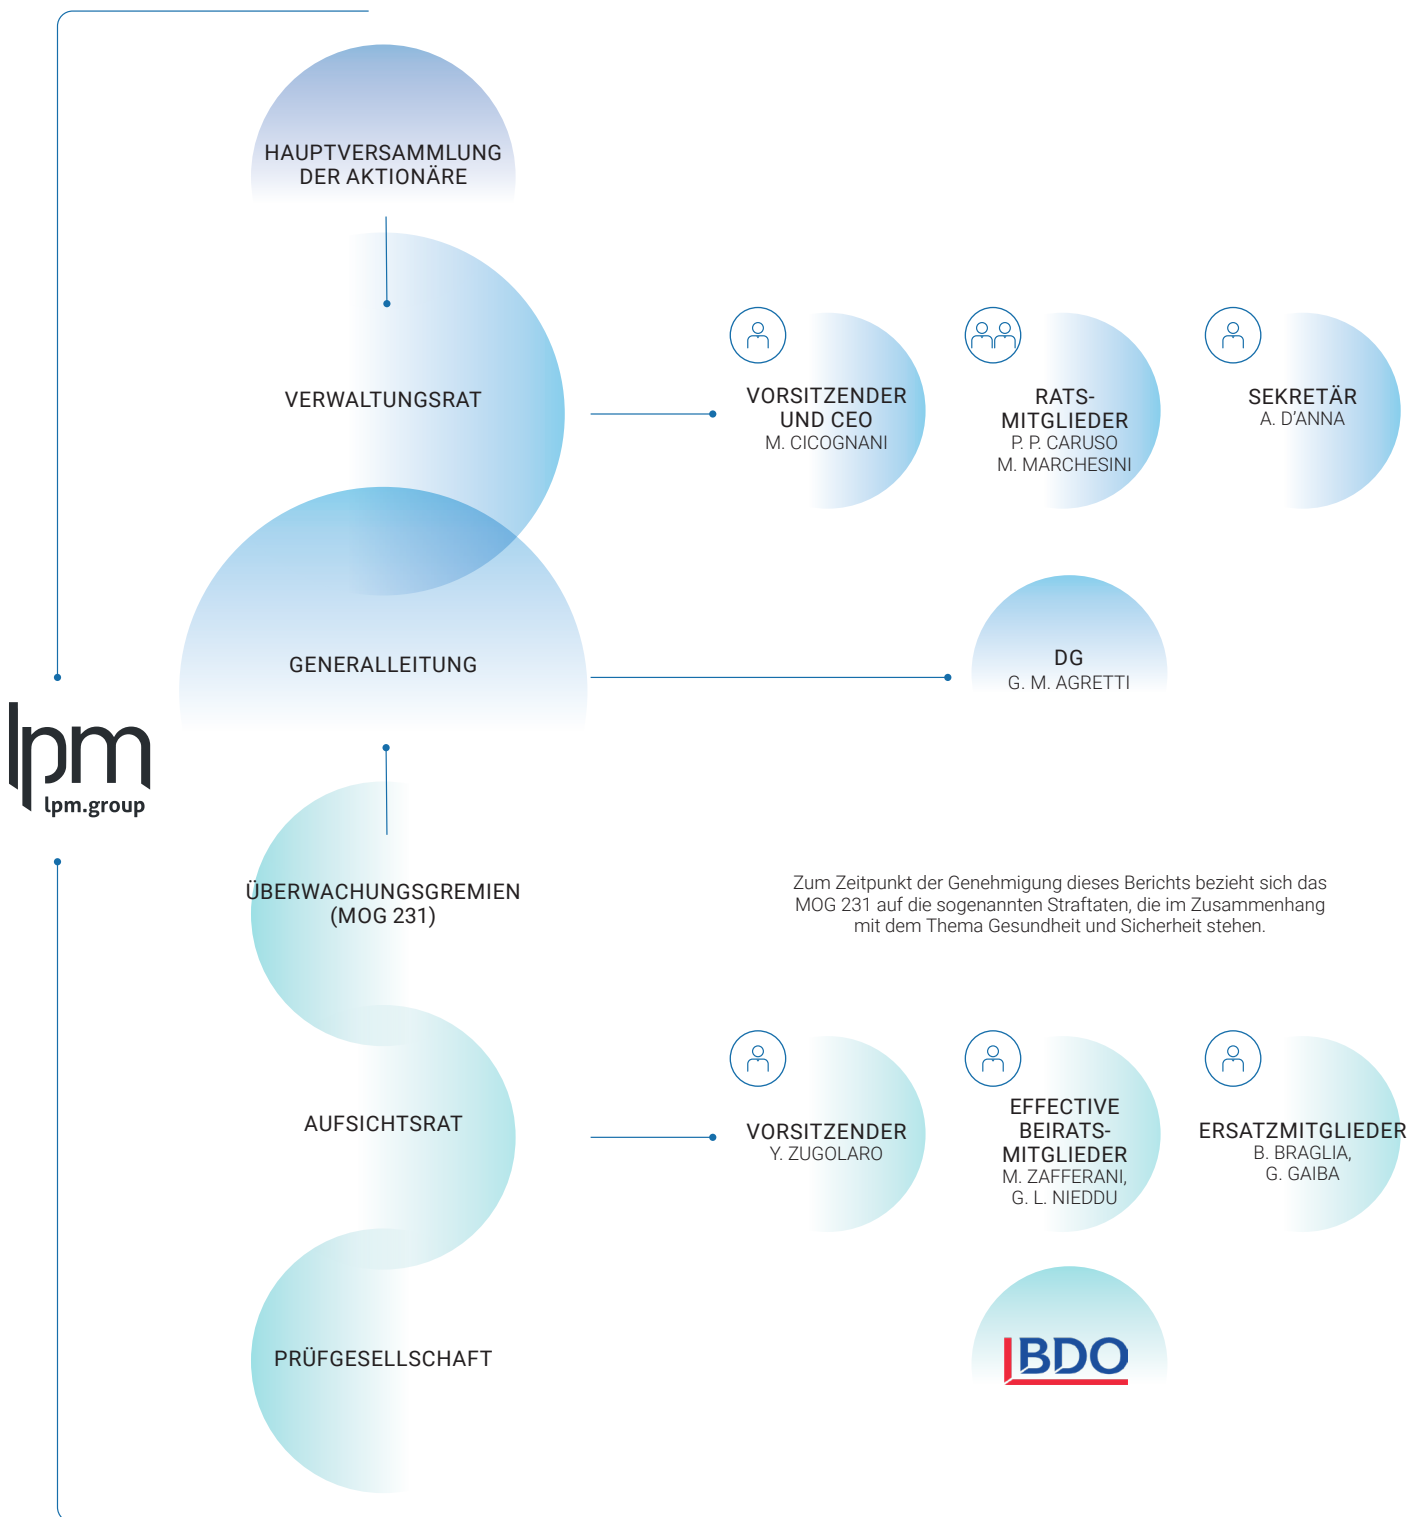 HAUPTVERSAMMLUNG
DER AKTIONÄRE
VERWALTUNGSRAT
VORSITZENDER
UND CEO
M. CICOGNANI
RATS-
MITGLIEDER
P. P. CARUSO
M. MARCHESINI
SEKRETÄR
A. D’ANNA
GENERALLEITUNG
DG
G. M. AGRETTI
lpm
lpm.group
ÜBERWACHUNGSGREMIEN
(MOG 231)
Zum Zeitpunkt der Genehmigung dieses Berichts bezieht sich das
MOG 231 auf die sogenannten Straftaten, die im Zusammenhang
mit dem Thema Gesundheit und Sicherheit stehen.
AUFSICHTSRAT
VORSITZENDER
Y. ZUGOLARO
EFFECTIVE
BEIRATS-
MITGLIEDER
M. ZAFFERANI,
G. L. NIEDDU
ERSATZMITGLIEDER
B. BRAGLIA,
G. GAIBA
PRÜFGESELLSCHAFT
BDO